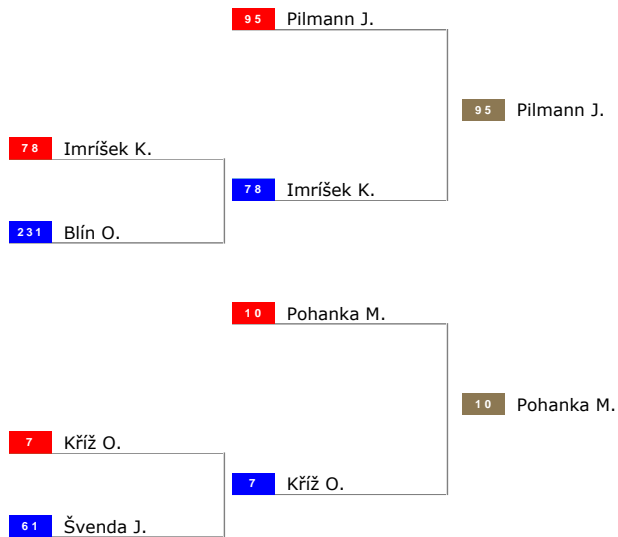 95 Pilmann J.
95 Pilmann J.
78 Imríšek K.
78 Imríšek K.
231 Blín O.
10 Pohanka M.
10 Pohanka M.
7 Kříž O.
7 Kříž O.
61 Švenda J.